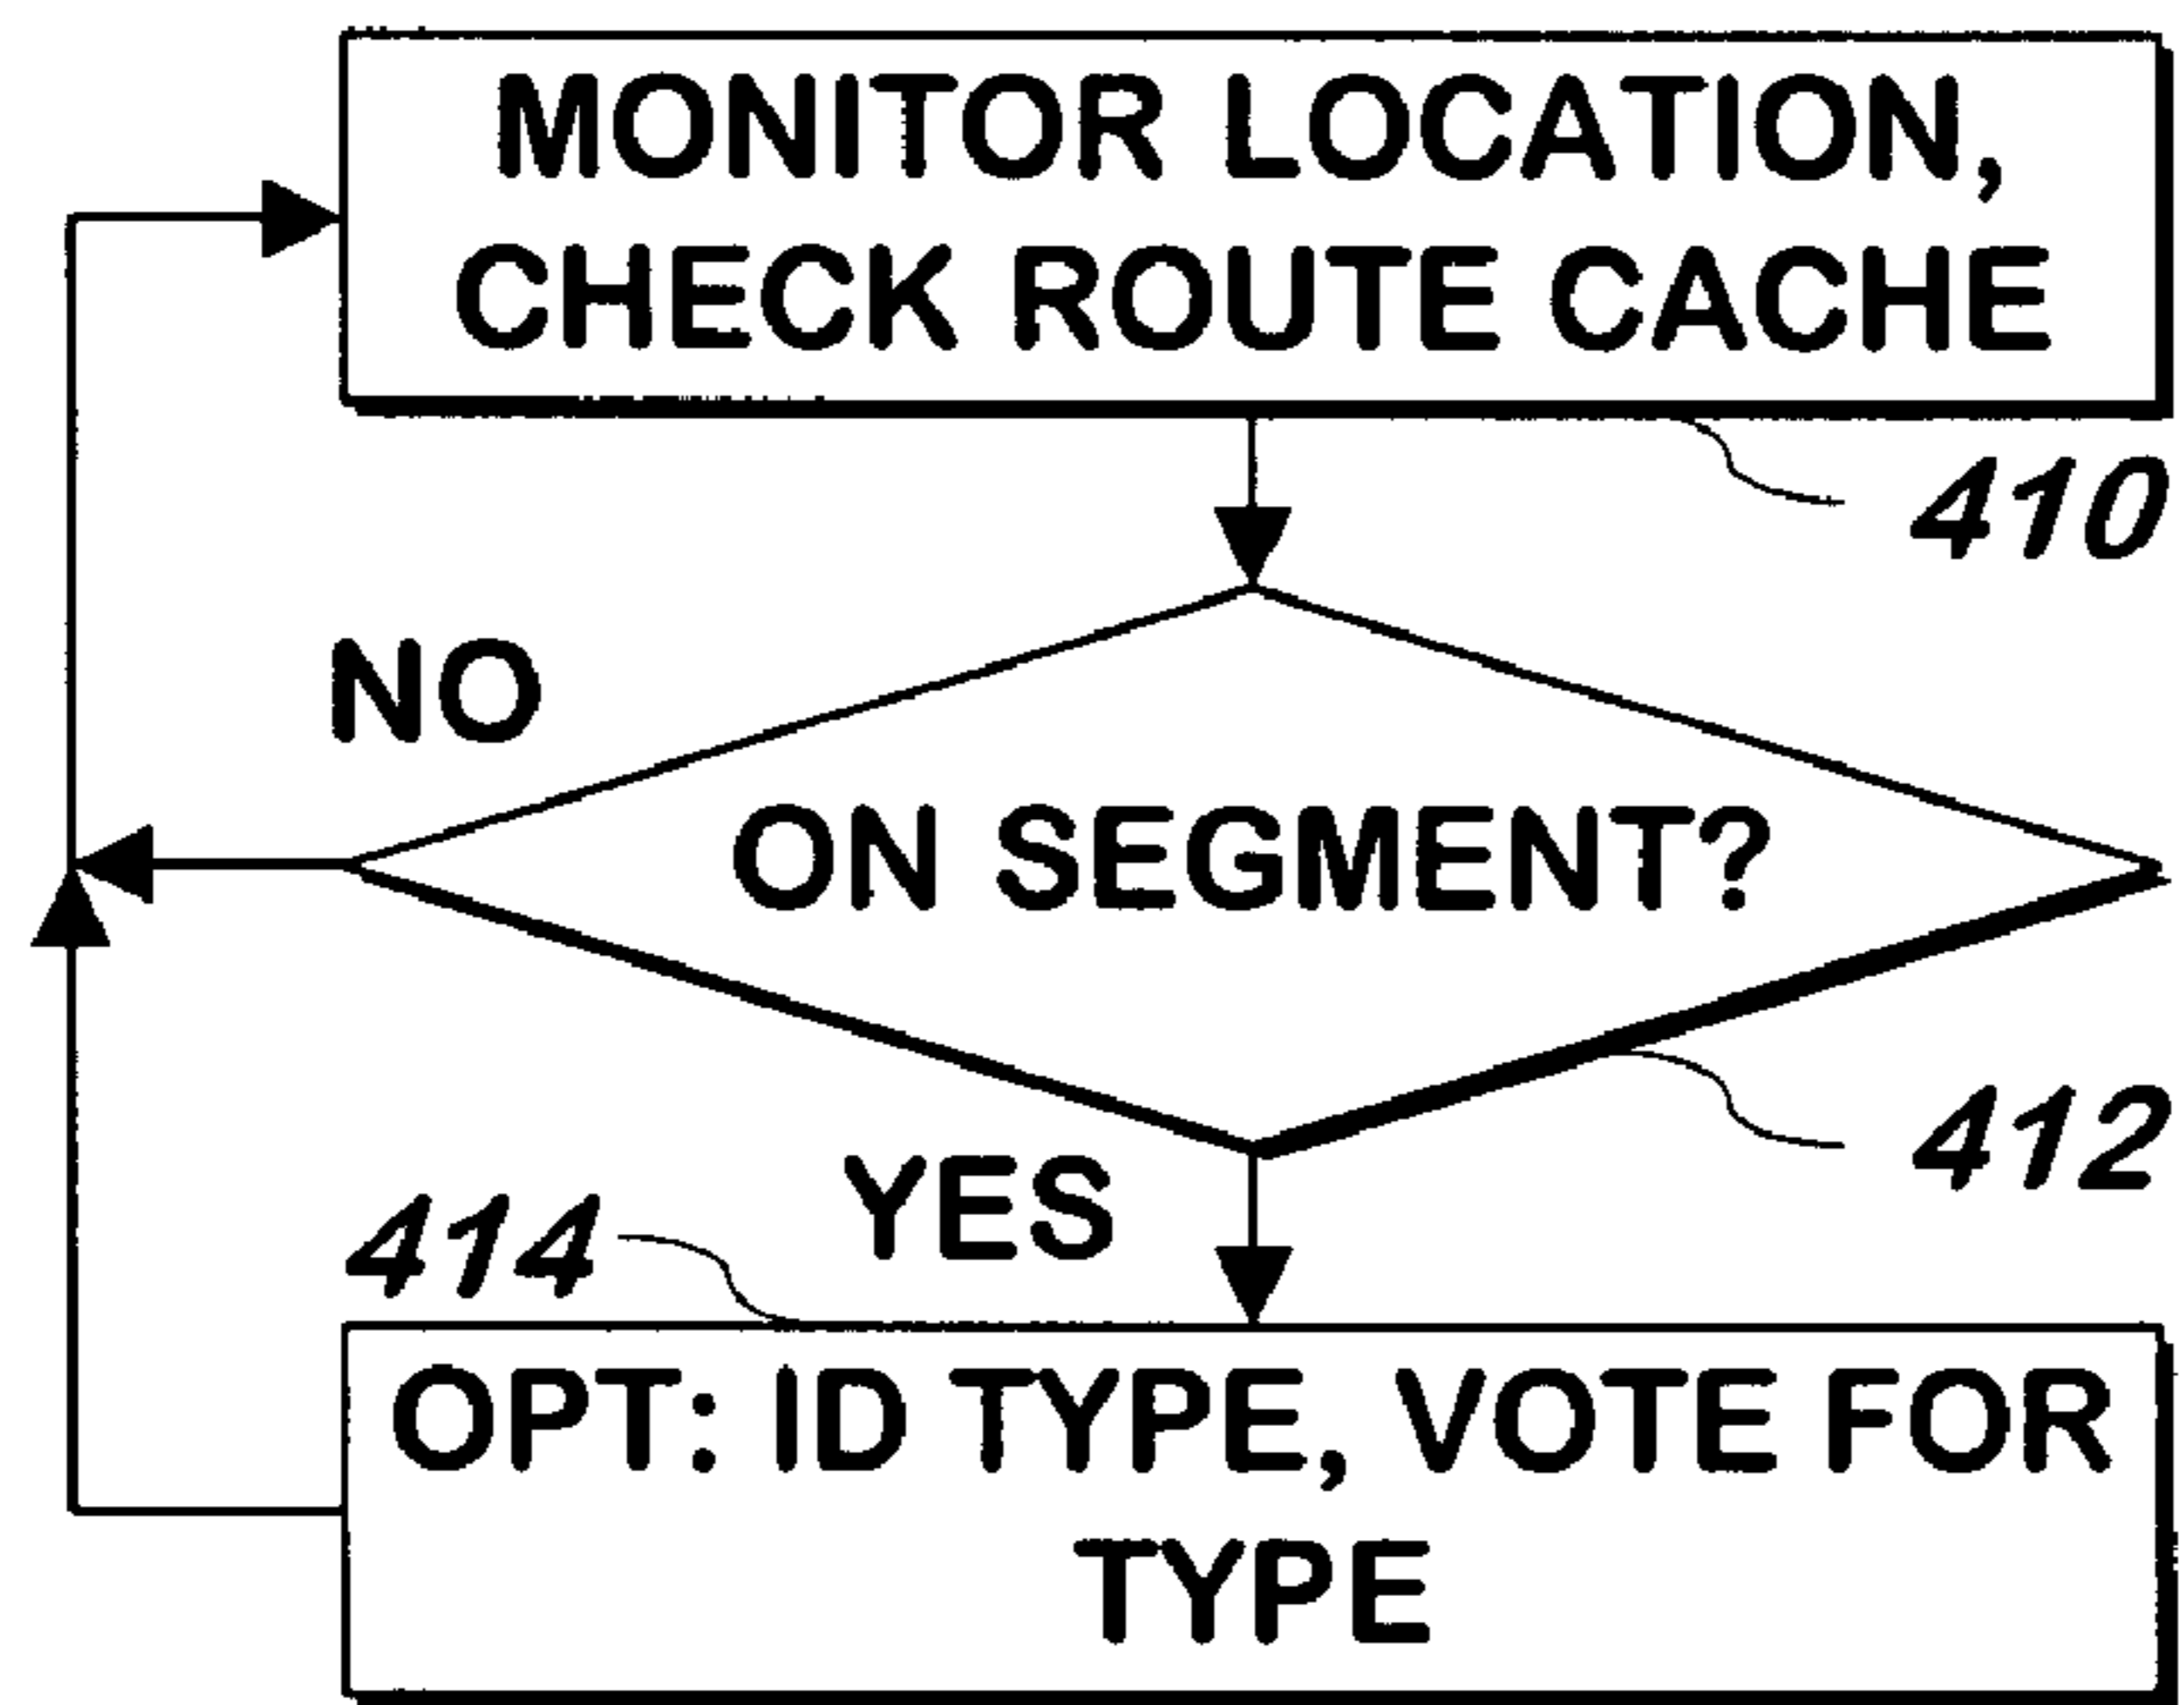 MONITOR LOCATION,
CHECK ROUTE CACHE
410
NO
ON SEGMENT?
412
YES
414
OPT: ID TYPE, VOTE FOR
TYPE